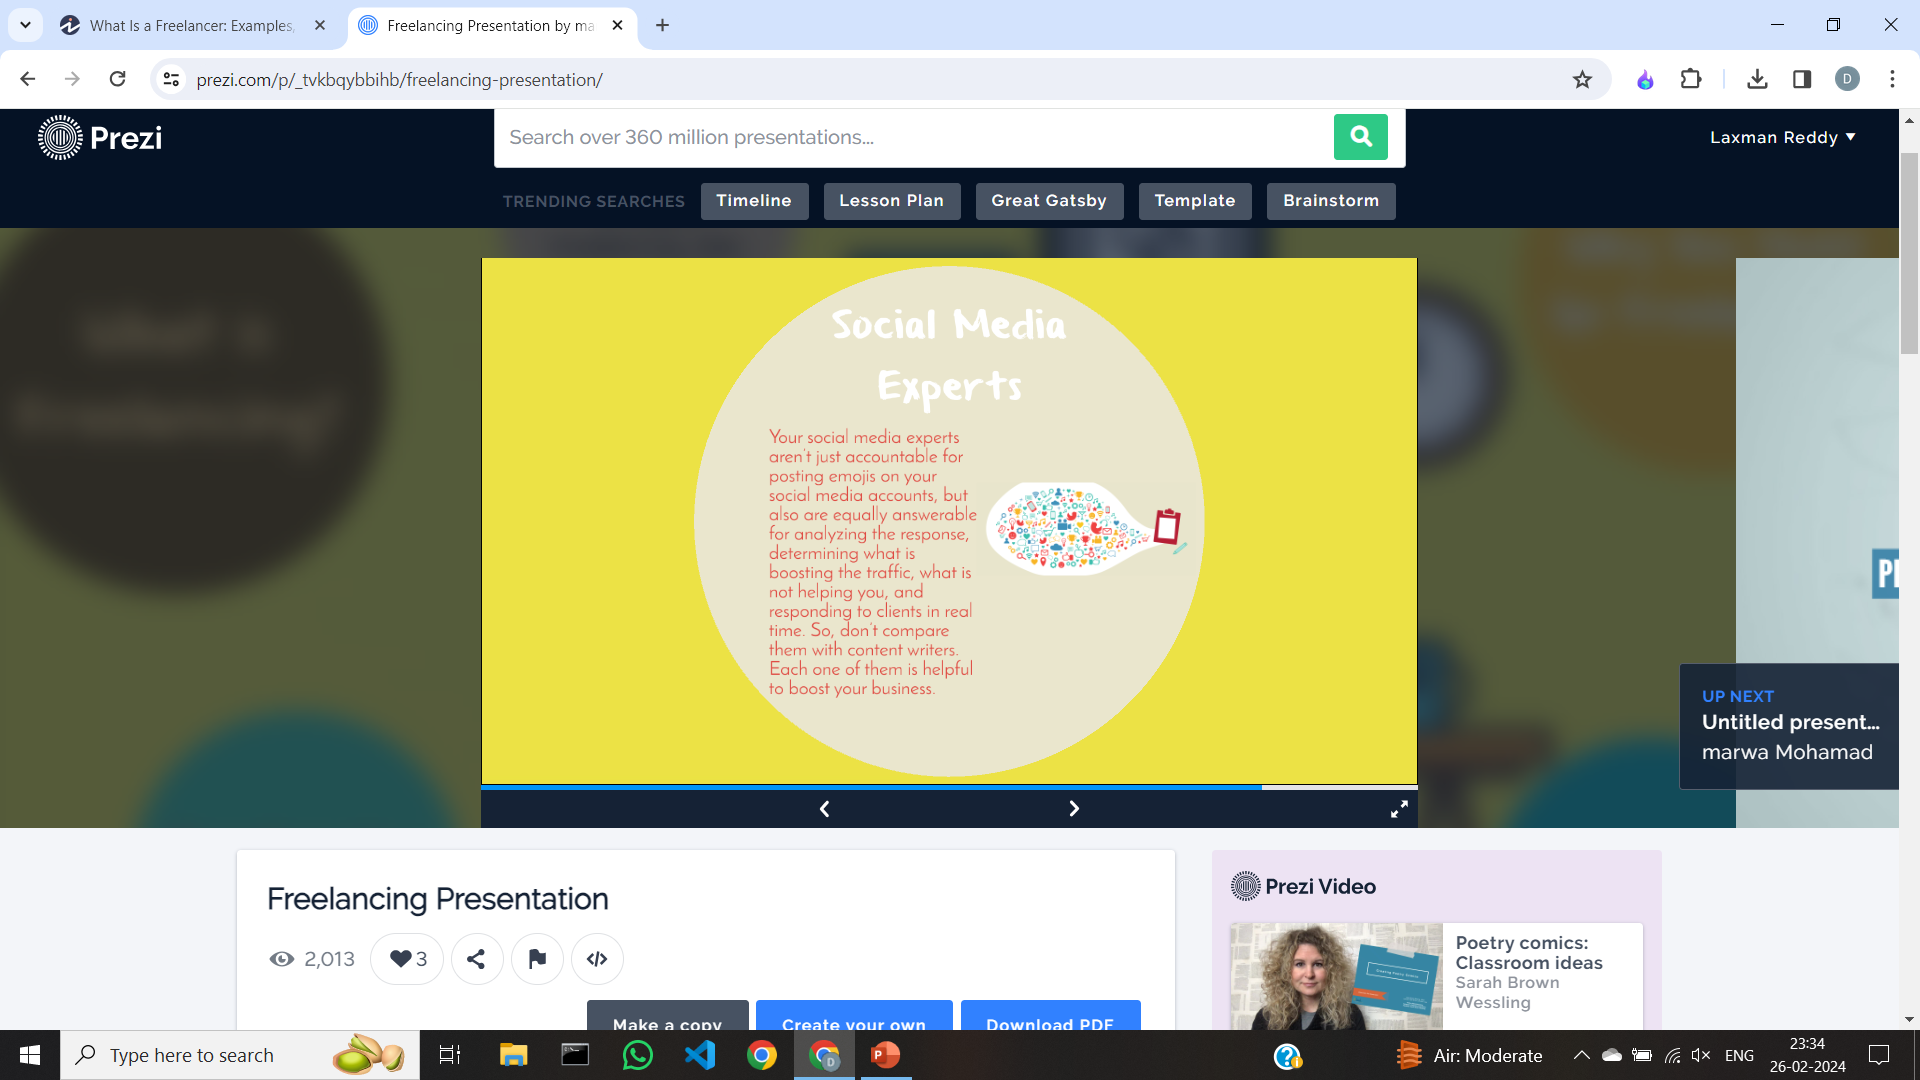 What Is a Freelancer: Examples,
Freelancing Presentation by ma
prezi.com/p/_tvkbqybbihb/freelancing-presentation/
D
Prezi
Search over 360 million presentations...
Laxman Reddy
TRENDING SEARCHES
Timeline
Lesson Plan
Great Gatsby
Template
Brainstorm
What is
Freelancing?
Social Media
Experts
Your social media experts
aren't just accountable for
posting emojis on your
social media accounts, but
also are equally answerable
for analyzing the response,
determining what is
boosting the traffic, what is
not helping you, and
responding to clients in real
time. So, don't compare
them with content writers.
Each one of them is helpful
to boost your business.
UP NEXT
Untitled present...
marwa Mohamad
Freelancing Presentation
2,013
3
Make a copy
Create your own
Download PDF
Prezi Video
Poetry comics:
Classroom ideas
Sarah Brown
Wessling
Type here to search
Air: Moderate
ENG
23:34
26-02-2024